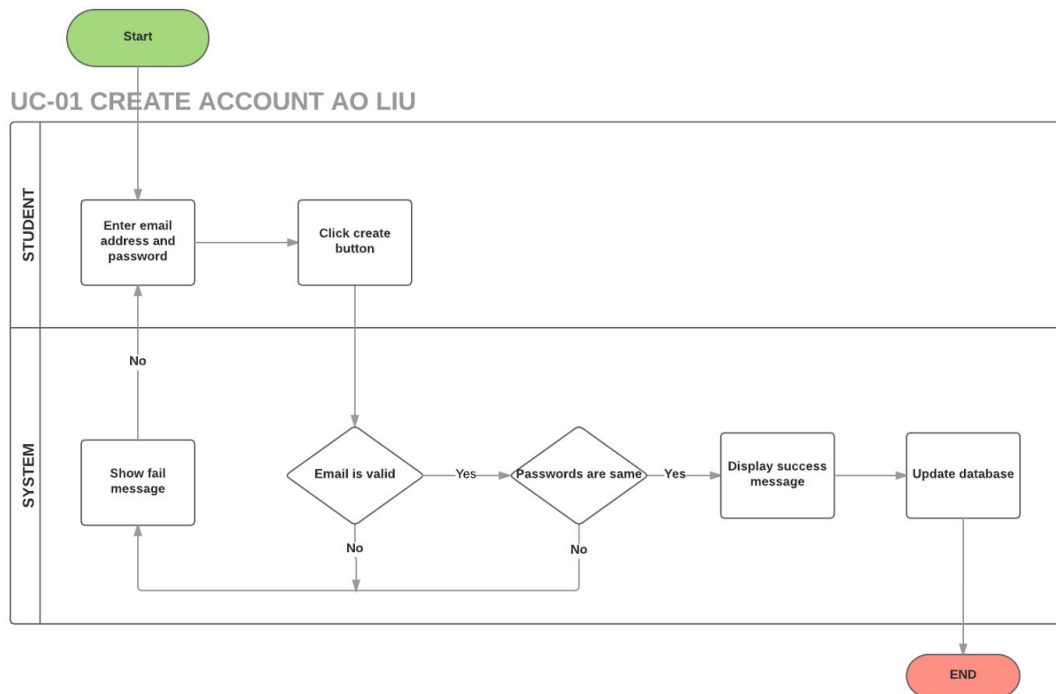 Start
UC-01 CREATE ACCOUNT AO LIU
STUDENT
Enter email
address and
password
Click create
button
No
SYSTEM
Show fail
message
Email is valid
Yes
Passwords are same
Yes
Display success
message
Update database
No
No
END